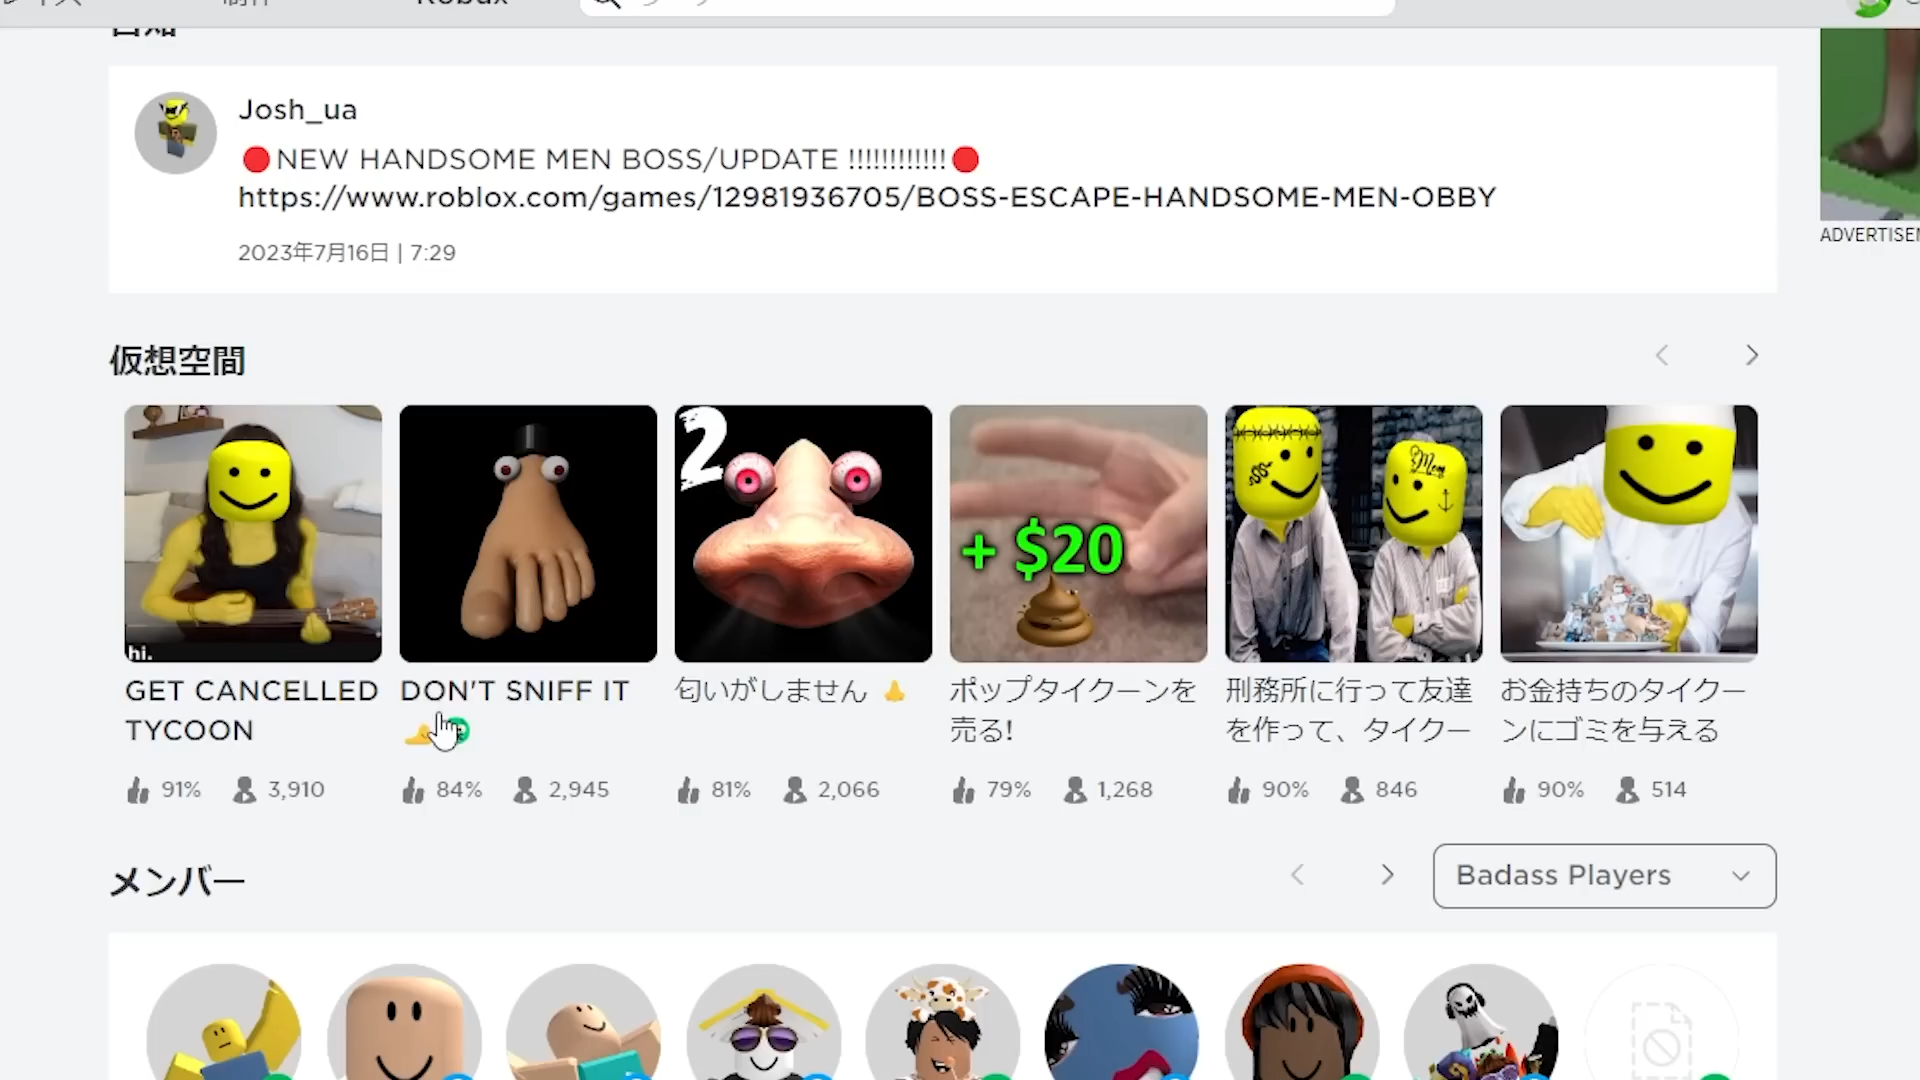 Robux
Josh_ua
NEW HANDSOME MEN BOSS/UPDATE !!!!!!!!!!!!
https://www.roblox.com/games/12981936705/BOSS-ESCAPE-HANDSOME-MEN-OBBY
2023年7月16日 | 7:29
ADVERTISEM
仮想空間
hi.
2
+ $20
Mom
GET CANCELLED
TYCOON
DON'T SNIFF IT
匂いがしません
ポップタイクーンを
売る!
刑務所に行って友達
を作って、タイクー
お金持ちのタイクー
ンにゴミを与える
91% 3,910
84% 2,945
81% 2,066
79% 1,268
90% 846
90% 514
メンバー
Badass Players